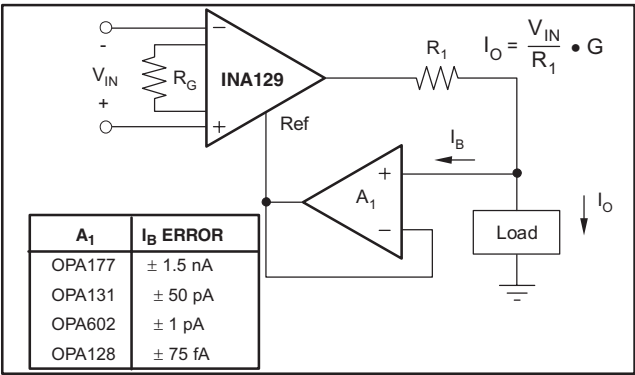 -
V_IN
+
R_G
−
INA129
+
Ref
R_1
I_O = V_IN / R_1 • G
I_B
+
A_1
−
I_O
Load
A_1 I_B ERROR
OPA177 ± 1.5 nA
OPA131 ± 50 pA
OPA602 ± 1 pA
OPA128 ± 75 fA